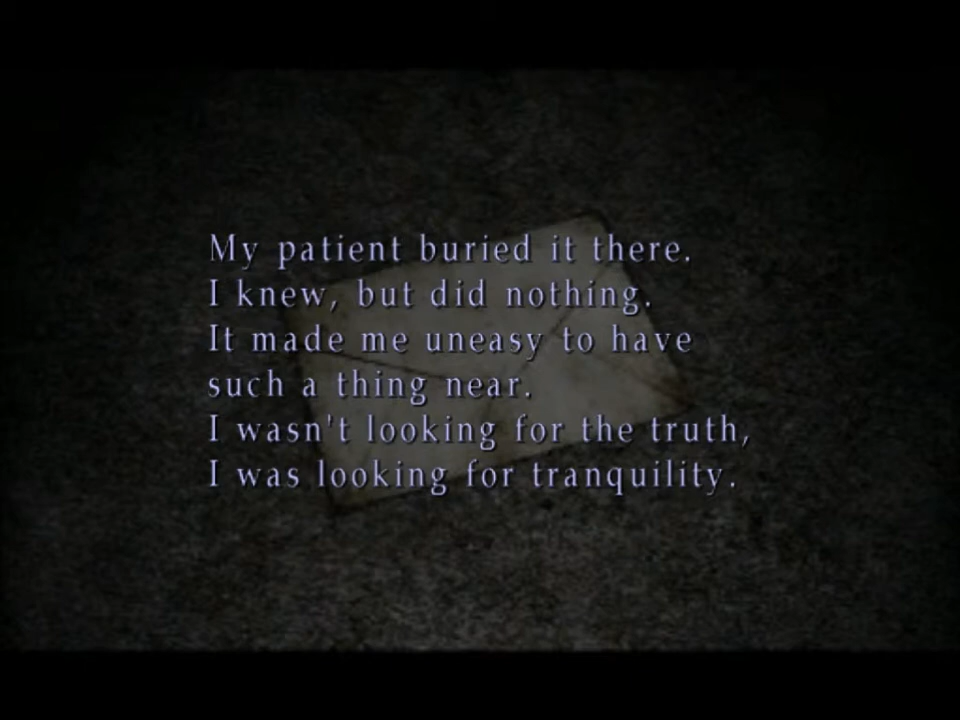 My patient buried it there.
I knew, but did nothing.
It made me uneasy to have
such a thing near.
I wasn't looking for the truth,
I was looking for tranquility.